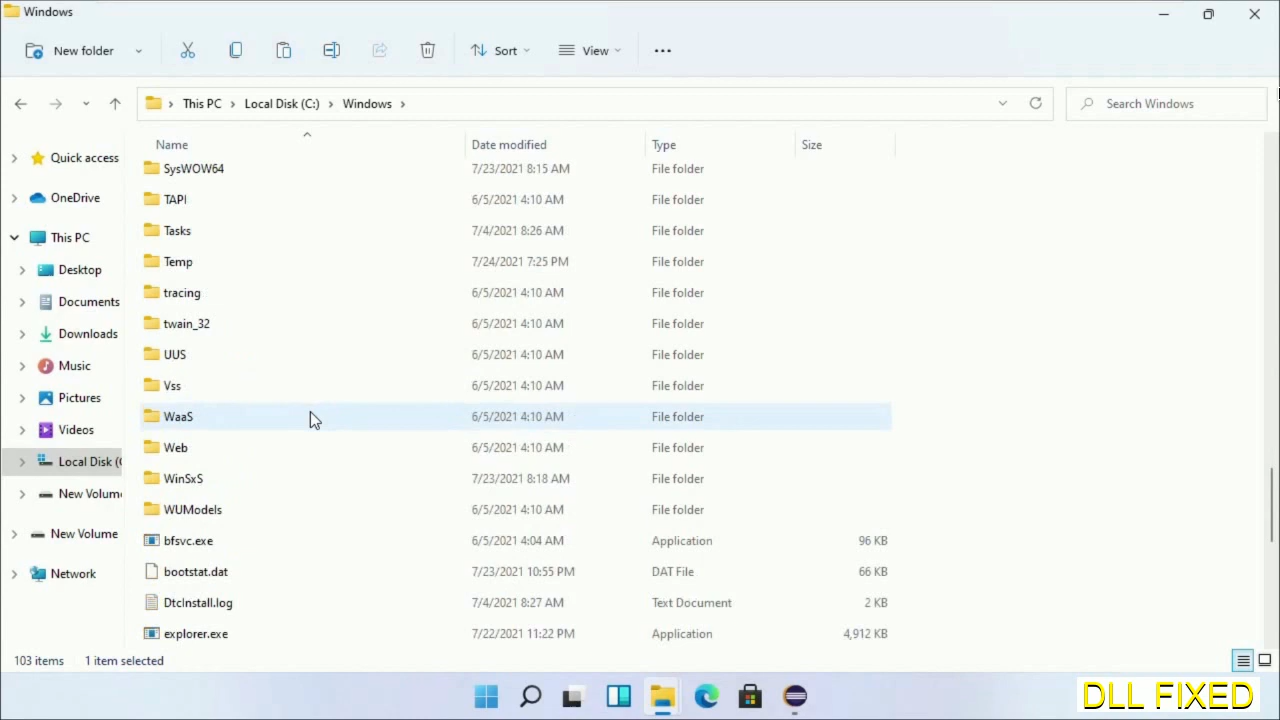 Windows
New folder
Sort
View
This PC
Local Disk (C:)
Windows
Search Windows
Name
Date modified
Type
Size
Quick access
OneDrive
This PC
Desktop
Documents
Downloads
Music
Pictures
Videos
Local Disk (
New Volum
New Volume
Network
SysWOW64 7/23/2021 8:15 AM File folder
TAPI 6/5/2021 4:10 AM File folder
Tasks 7/4/2021 8:26 AM File folder
Temp 7/24/2021 7:25 PM File folder
tracing 6/5/2021 4:10 AM File folder
twain_32 6/5/2021 4:10 AM File folder
UUS 6/5/2021 4:10 AM File folder
Vss 6/5/2021 4:10 AM File folder
WaaS 6/5/2021 4:10 AM File folder
Web 6/5/2021 4:10 AM File folder
WinSxS 7/23/2021 8:18 AM File folder
WUModels 6/5/2021 4:10 AM File folder
bfsvc.exe 6/5/2021 4:04 AM Application 96 KB
bootstat.dat 7/23/2021 10:55 PM DAT File 66 KB
DtcInstall.log 7/4/2021 8:27 AM Text Document 2 KB
explorer.exe 7/22/2021 11:22 PM Application 4,912 KB
103 items 1 item selected
DLL FIXED